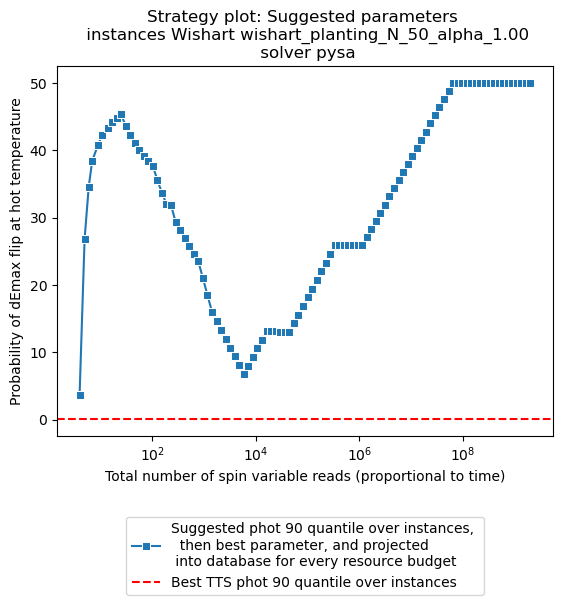 Strategy plot: Suggested parameters
instances Wishart wishart_planting_N_50_alpha_1.00
solver pysa
Probability of dEmax flip at hot temperature
50
40
30
20
10
0
10^2
10^4
10^6
10^8
Total number of spin variable reads (proportional to time)
Suggested phot 90 quantile over instances,
then best parameter, and projected
into database for every resource budget
Best TTS phot 90 quantile over instances